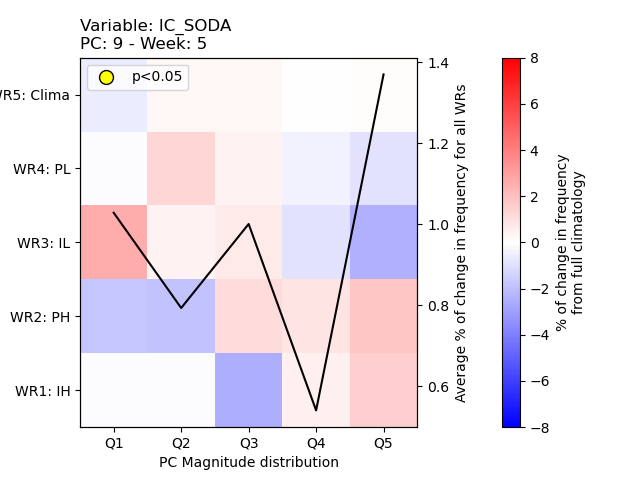 Variable: IC_SODA
PC: 9 - Week: 5
p<0.05
WR5: Clima
WR4: PL
WR3: IL
WR2: PH
WR1: IH
Q1 Q2 Q3 Q4 Q5
PC Magnitude distribution
1.4
1.2
1.0
0.8
0.6
Average % of change in frequency for all WRs
8
6
4
2
0
−2
−4
−6
−8
% of change in frequency
from full climatology